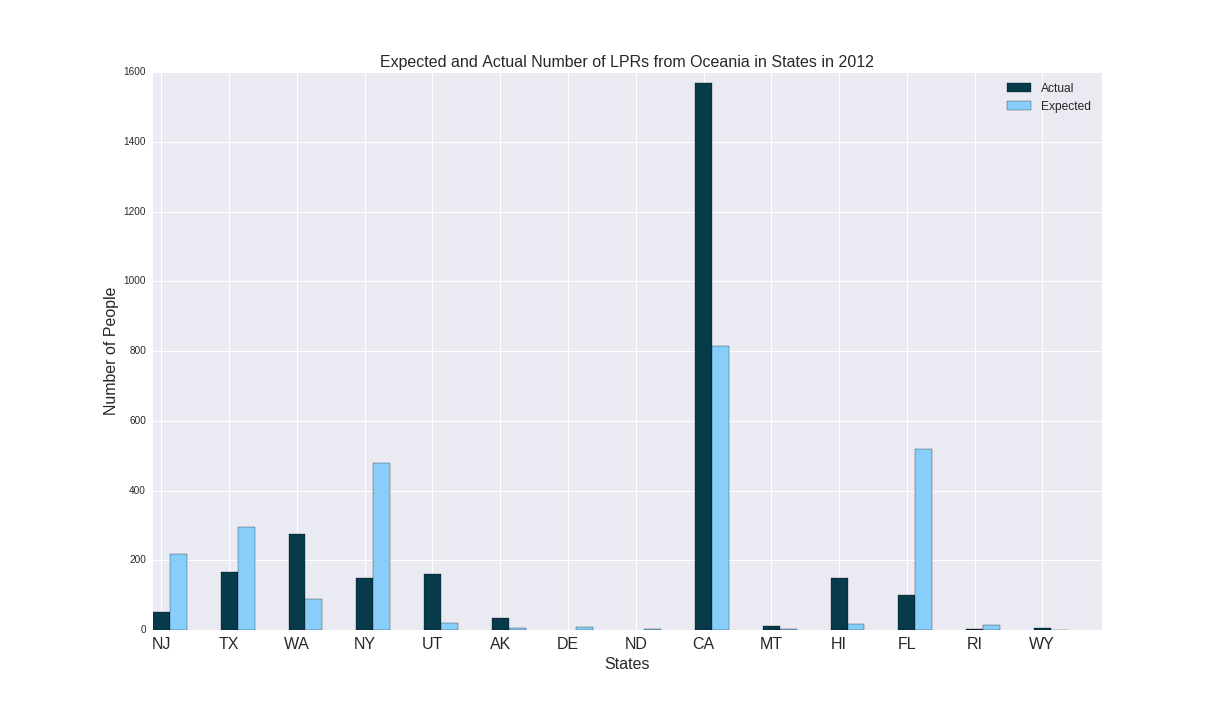 Expected and Actual Number of LPRs from Oceania in States in 2012
1600
1400
1200
1000
800
600
400
200
0
Number of People
Actual
Expected
NJ TX WA NY UT AK DE ND CA MT HI FL RI WY
States